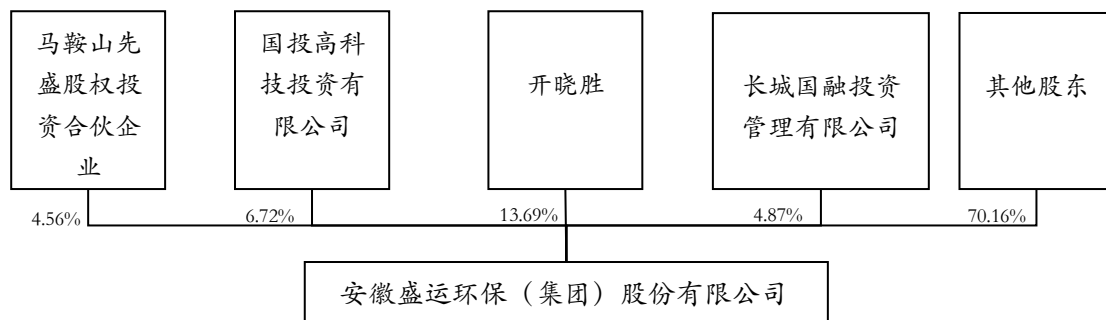 马鞍山先
盛股权投
资合伙企
业
国投高科
技投资有
限公司
开晓胜
长城国融投资
管理有限公司
其他股东
4.56%
6.72%
13.69%
4.87%
70.16%
安徽盛运环保（集团）股份有限公司